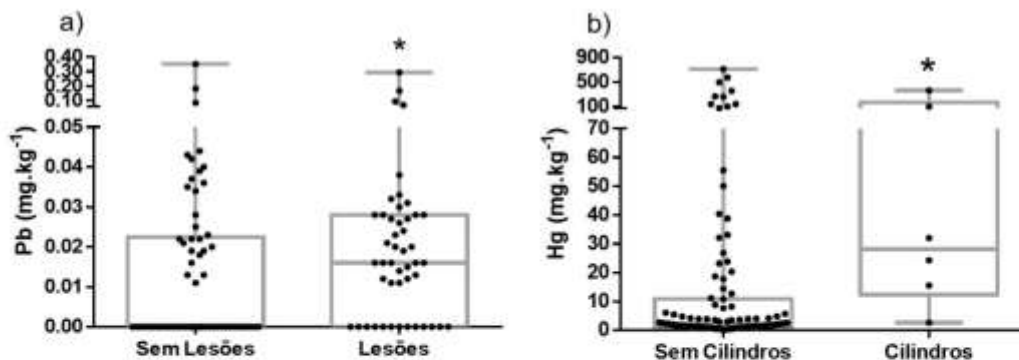 a)
*
0.40
0.30
0.20
0.10
0.05
0.04
0.03
0.02
0.01
0.00
Pb (mg.kg⁻¹)
Sem Lesões
Lesões
b)
*
900
500
100
70
60
50
40
30
20
10
0
Hg (mg.kg⁻¹)
Sem Cilindros
Cilindros